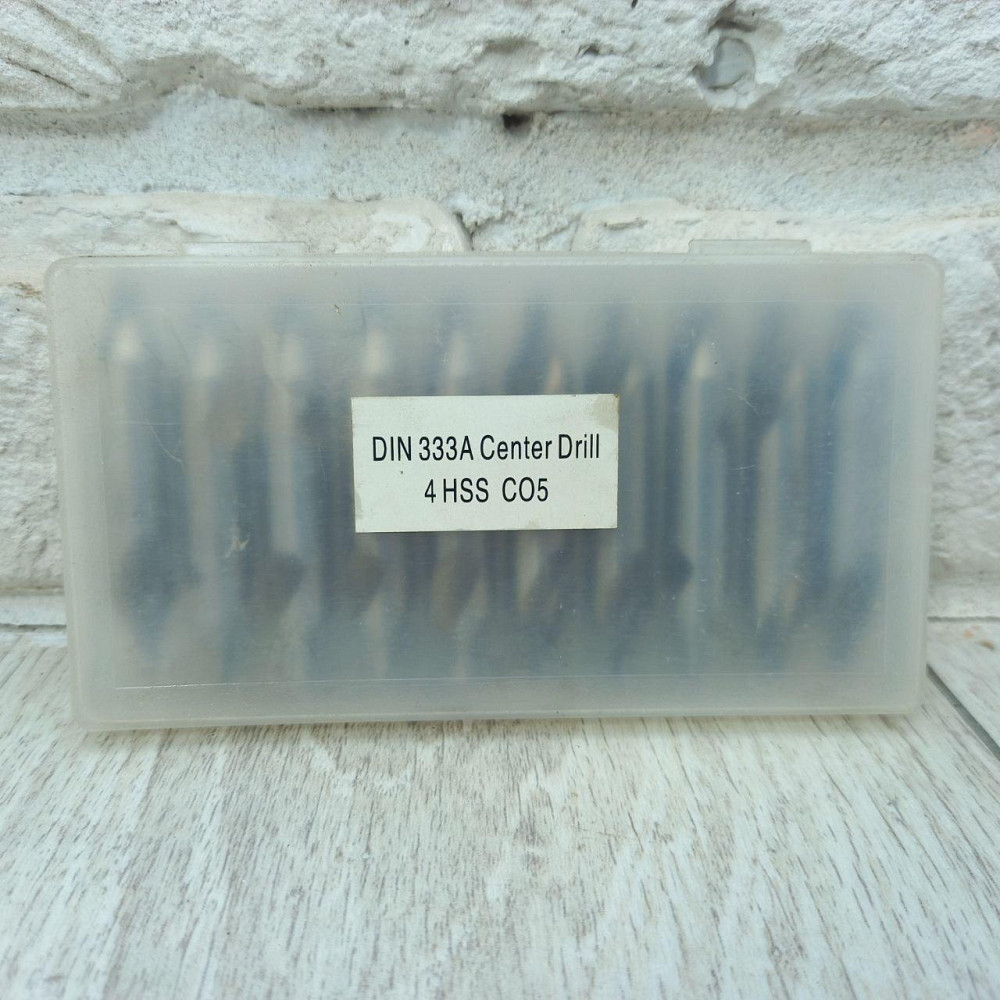 DIN 333A Center Drill
4 HSS CO5